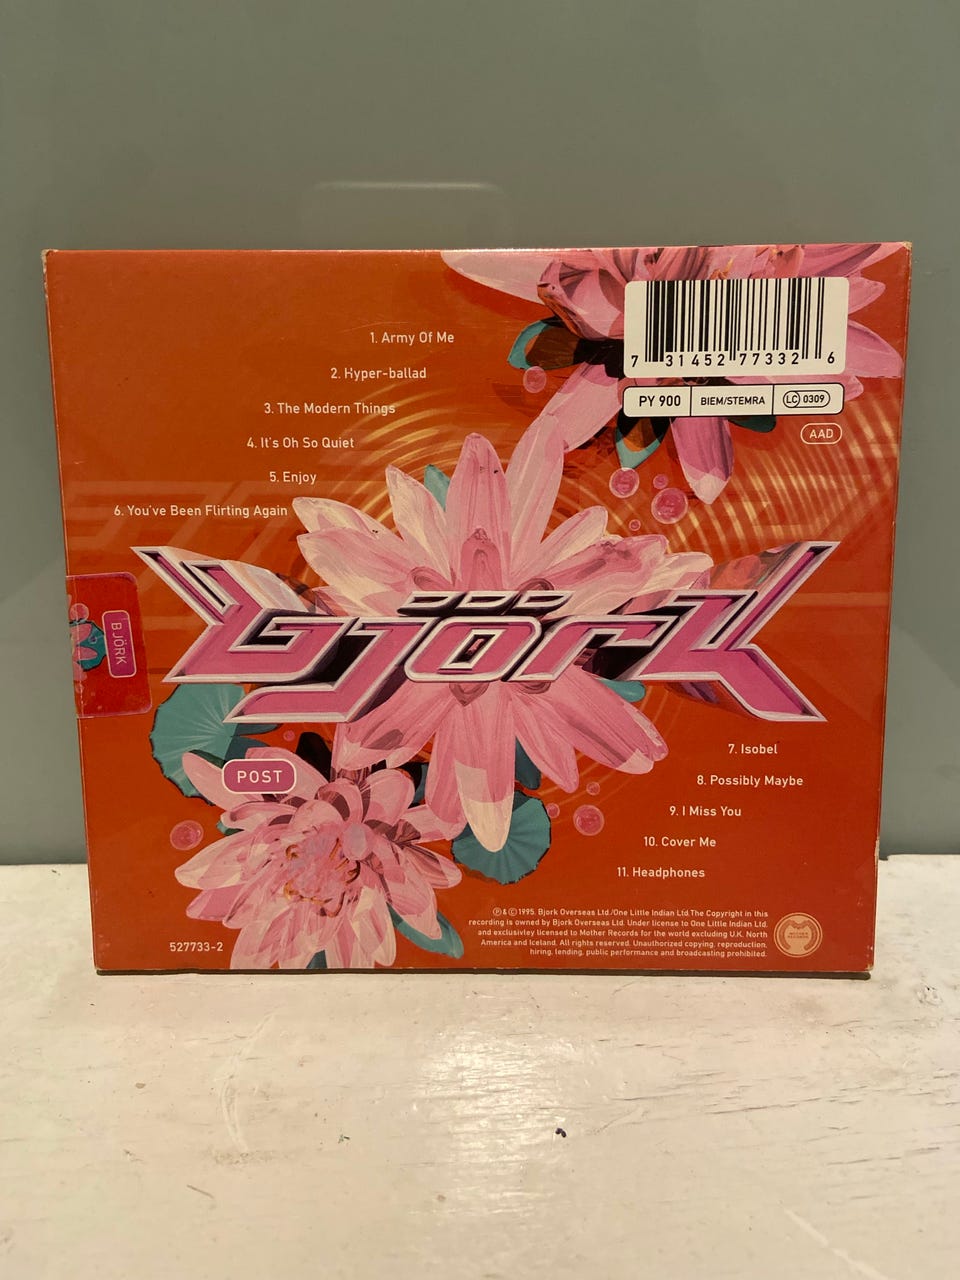 1. Army Of Me
2. Hyper-ballad
3. The Modern Things
4. It's Oh So Quiet
5. Enjoy
6. You've Been Flirting Again
7 31452 77332 6
PY 900 BIEM/STEMRA LC 0309
AAD
björk
BJÖRK
POST
7. Isobel
8. Possibly Maybe
9. I Miss You
10. Cover Me
11. Headphones
℗&©1995. Bjork Overseas Ltd./One Little Indian Ltd.The Copyright in this
recording is owned by Bjork Overseas Ltd. Under license to One Little Indian Ltd.
and exclusivley licensed to Mother Records for the world excluding U.K. North
America and Iceland. All rights reserved. Unauthorized copying, reproduction,
hiring, lending, public performance and broadcasting prohibited.
MOTHER
RECORDS
527733-2